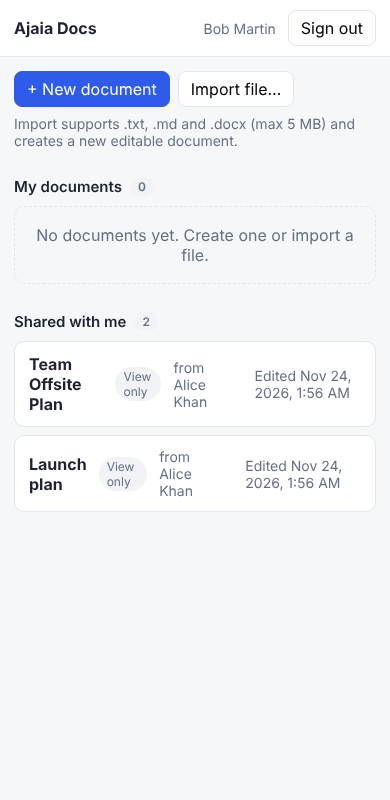 Ajaia Docs
Bob Martin
Sign out
+ New document
Import file...
Import supports .txt, .md and .docx (max 5 MB) and
creates a new editable document.
My documents 0
No documents yet. Create one or import a
file.
Shared with me 2
Team
Offsite
Plan
View
only
from
Alice
Khan
Edited Nov 24,
2026, 1:56 AM
Launch
plan
View
only
from
Alice
Khan
Edited Nov 24,
2026, 1:56 AM